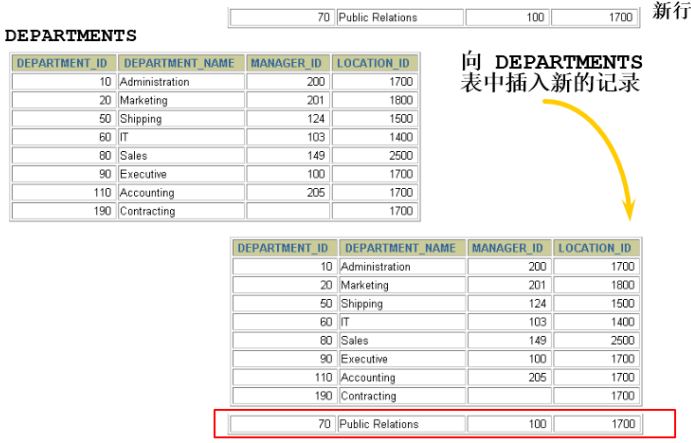 70 Public Relations 100 1700 新行
DEPARTMENTS
DEPARTMENT_ID DEPARTMENT_NAME MANAGER_ID LOCATION_ID
10 Administration 200 1700
20 Marketing 201 1800
50 Shipping 124 1500
60 IT 103 1400
80 Sales 149 2500
90 Executive 100 1700
110 Accounting 205 1700
190 Contracting 1700
向 DEPARTMENTS
表中插入新的记录
DEPARTMENT_ID DEPARTMENT_NAME MANAGER_ID LOCATION_ID
10 Administration 200 1700
20 Marketing 201 1800
50 Shipping 124 1500
60 IT 103 1400
80 Sales 149 2500
90 Executive 100 1700
110 Accounting 205 1700
190 Contracting 1700
70 Public Relations 100 1700